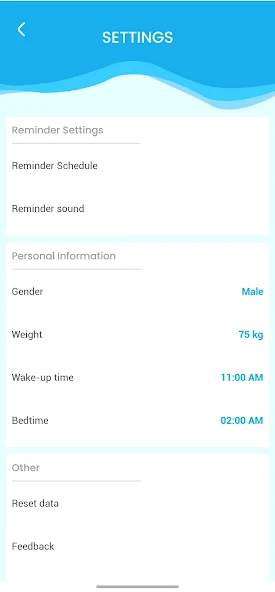 SETTINGS
Reminder Settings
Reminder Schedule
Reminder sound
Personal Information
Gender Male
Weight 75 kg
Wake-up time 11:00 AM
Bedtime 02:00 AM
Other
Reset data
Feedback